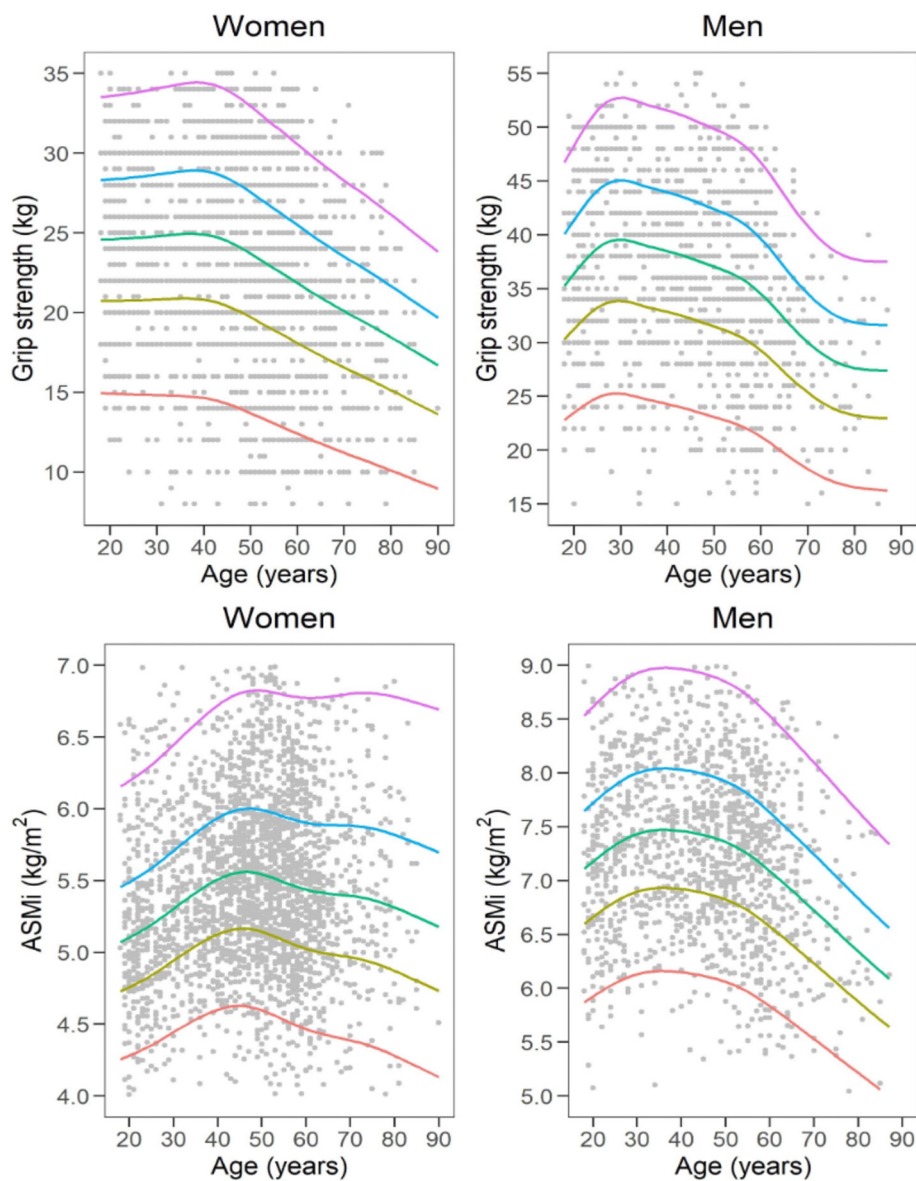 Women
Men
Grip strength (kg)
35
30
25
20
15
10
20 30 40 50 60 70 80 90
Age (years)
Grip strength (kg)
55
50
45
40
35
30
25
20
15
20 30 40 50 60 70 80 90
Age (years)
Women
Men
ASMi (kg/m²)
7.0
6.5
6.0
5.5
5.0
4.5
4.0
20 30 40 50 60 70 80 90
Age (years)
ASMi (kg/m²)
9.0
8.5
8.0
7.5
7.0
6.5
6.0
5.5
5.0
20 30 40 50 60 70 80 90
Age (years)